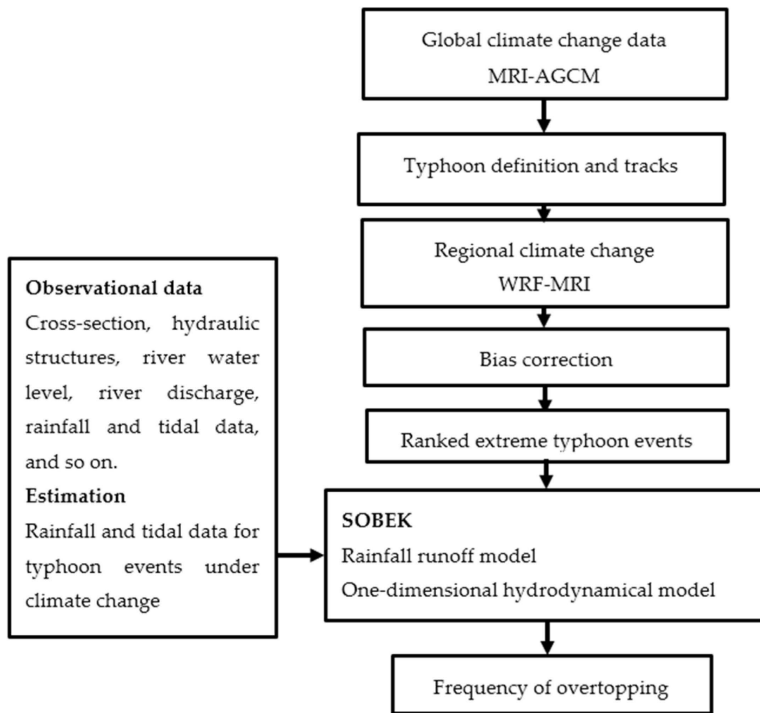 Global climate change data
MRI-AGCM
Typhoon definition and tracks
Regional climate change
WRF-MRI
Bias correction
Ranked extreme typhoon events
Observational data
Cross-section, hydraulic
structures, river water
level, river discharge,
rainfall and tidal data,
and so on.
Estimation
Rainfall and tidal data for
typhoon events under
climate change
SOBEK
Rainfall runoff model
One-dimensional hydrodynamical model
Frequency of overtopping